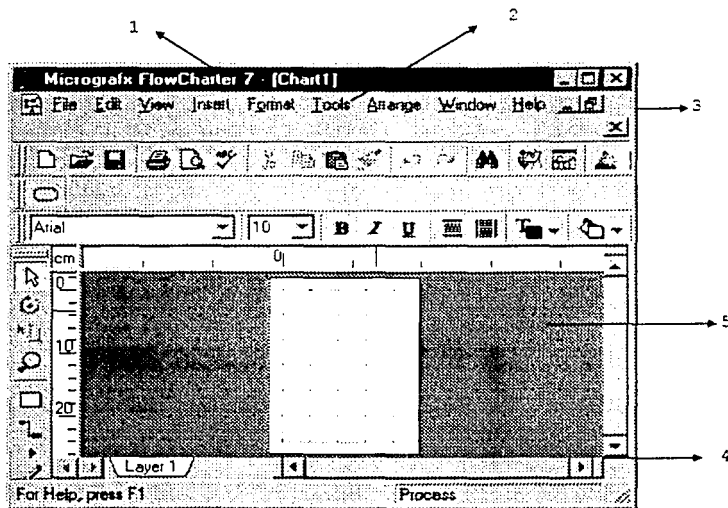 1
2
Micrografx FlowCharter 7 - [Chart1]
File Edit View Insert Format Tools Arrange Window Help
3
Arial 10 B I U T
cm 0
0
5
10
20
4
Layer 1
For Help, press F1 Process